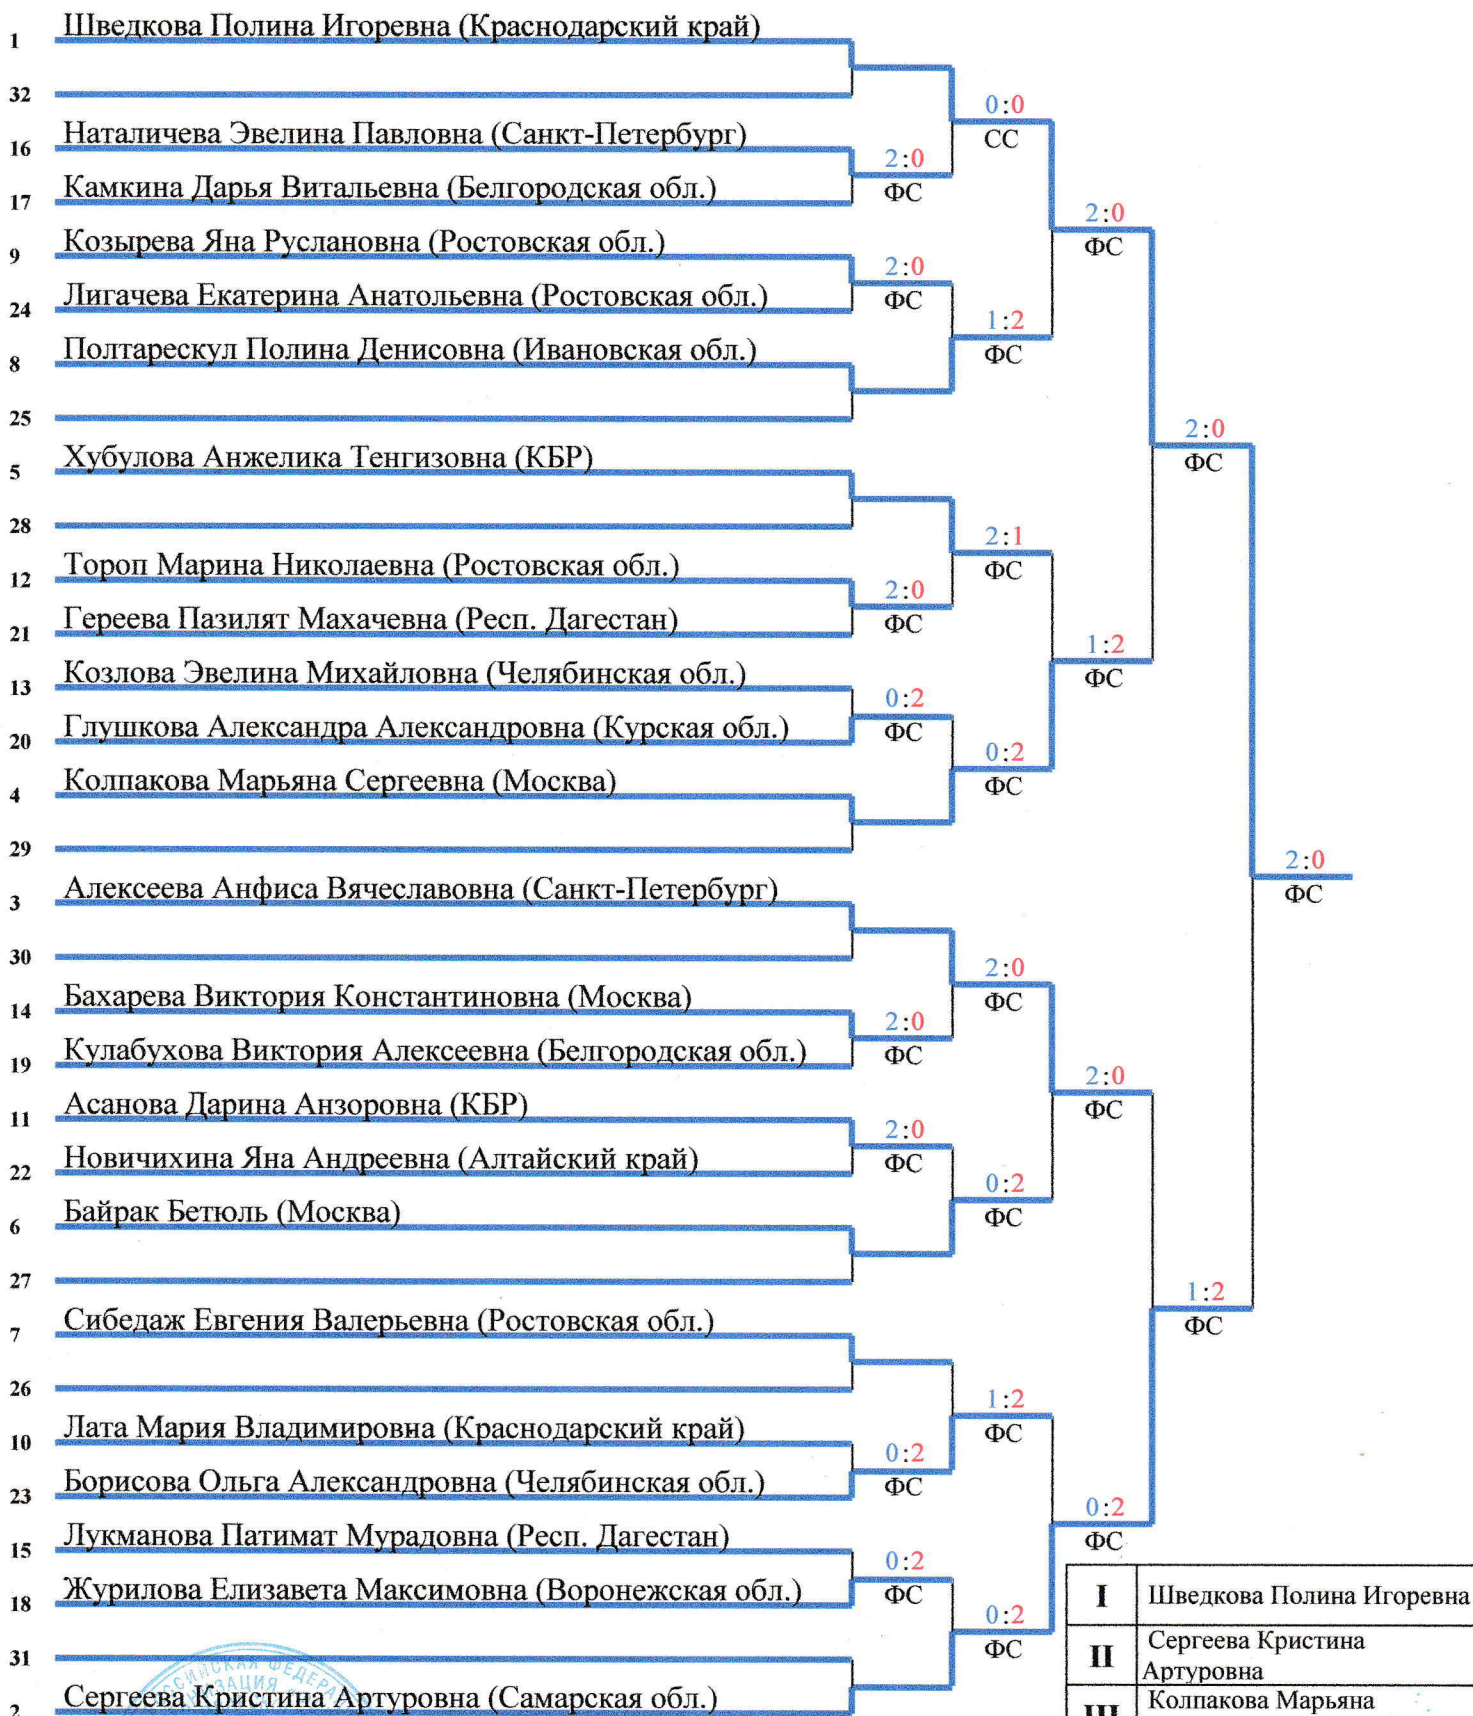 1 Шведкова Полина Игоревна (Краснодарский край)
32
0:0
СС
16 Наталичева Эвелина Павловна (Санкт-Петербург)
2:0
ФС
17 Камкина Дарья Витальевна (Белгородская обл.)
2:0
ФС
9 Козырева Яна Руслановна (Ростовская обл.)
2:0
ФС
24 Лигачева Екатерина Анатольевна (Ростовская обл.)
1:2
ФС
8 Полтарескул Полина Денисовна (Ивановская обл.)
25
2:0
ФС
5 Хубулова Анжелика Тенгизовна (КБР)
28
2:1
ФС
12 Тороп Марина Николаевна (Ростовская обл.)
2:0
ФС
21 Гереева Пазилят Махачевна (Респ. Дагестан)
1:2
ФС
13 Козлова Эвелина Михайловна (Челябинская обл.)
0:2
ФС
20 Глушкова Александра Александровна (Курская обл.)
0:2
ФС
4 Колпакова Марьяна Сергеевна (Москва)
29
2:0
ФС
3 Алексеева Анфиса Вячеславовна (Санкт-Петербург)
30
2:0
ФС
14 Бахарева Виктория Константиновна (Москва)
2:0
ФС
19 Кулабухова Виктория Алексеевна (Белгородская обл.)
2:0
ФС
11 Асанова Дарина Анзоровна (КБР)
2:0
ФС
22 Новичихина Яна Андреевна (Алтайский край)
0:2
ФС
6 Байрак Бетюль (Москва)
27
1:2
ФС
7 Сибедаж Евгения Валерьевна (Ростовская обл.)
26
1:2
ФС
10 Лата Мария Владимировна (Краснодарский край)
0:2
ФС
23 Борисова Ольга Александровна (Челябинская обл.)
0:2
ФС
15 Лукманова Патимат Мурадовна (Респ. Дагестан)
0:2
ФС
18 Журилова Елизавета Максимовна (Воронежская обл.)
0:2
ФС
31
2 Сергеева Кристина Артуровна (Самарская обл.)
I Шведкова Полина Игоревна
II Сергеева Кристина
Артуровна
III Колпакова Марьяна